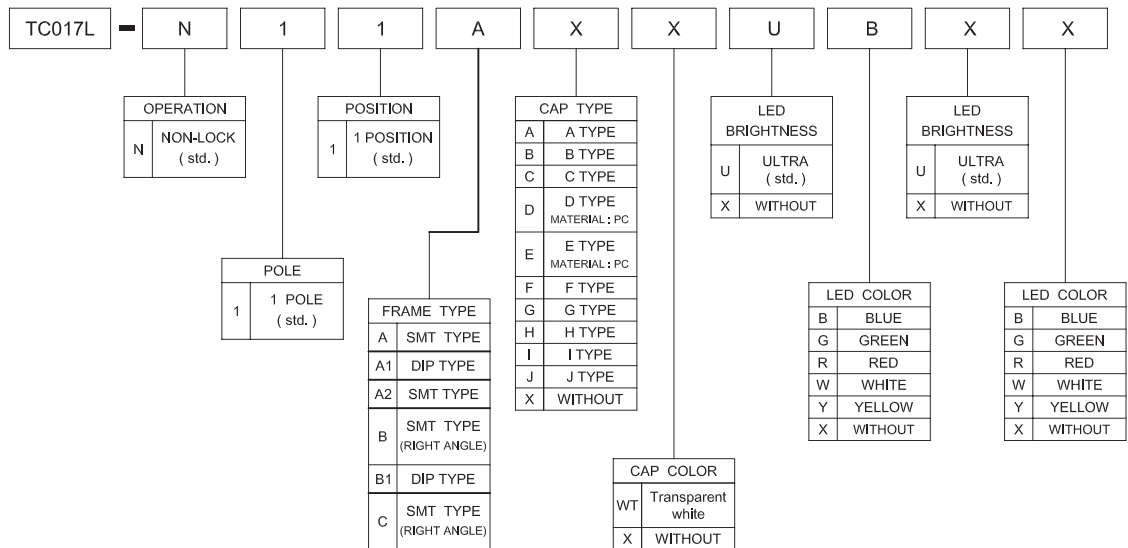 TC017L - N 1 1 A X X U B X X
OPERATION
N NON-LOCK
( std. )
POSITION
1 1 POSITION
( std. )
CAP TYPE
A A TYPE
B B TYPE
C C TYPE
D D TYPE
MATERIAL : PC
E E TYPE
MATERIAL : PC
F F TYPE
G G TYPE
H H TYPE
I I TYPE
J J TYPE
X WITHOUT
LED
BRIGHTNESS
U ULTRA
( std. )
X WITHOUT
LED
BRIGHTNESS
U ULTRA
( std. )
X WITHOUT
POLE
1 1 POLE
( std. )
FRAME TYPE
A SMT TYPE
A1 DIP TYPE
A2 SMT TYPE
B SMT TYPE
(RIGHT ANGLE)
B1 DIP TYPE
C SMT TYPE
(RIGHT ANGLE)
LED COLOR
B BLUE
G GREEN
R RED
W WHITE
Y YELLOW
X WITHOUT
LED COLOR
B BLUE
G GREEN
R RED
W WHITE
Y YELLOW
X WITHOUT
CAP COLOR
WT Transparent
white
X WITHOUT